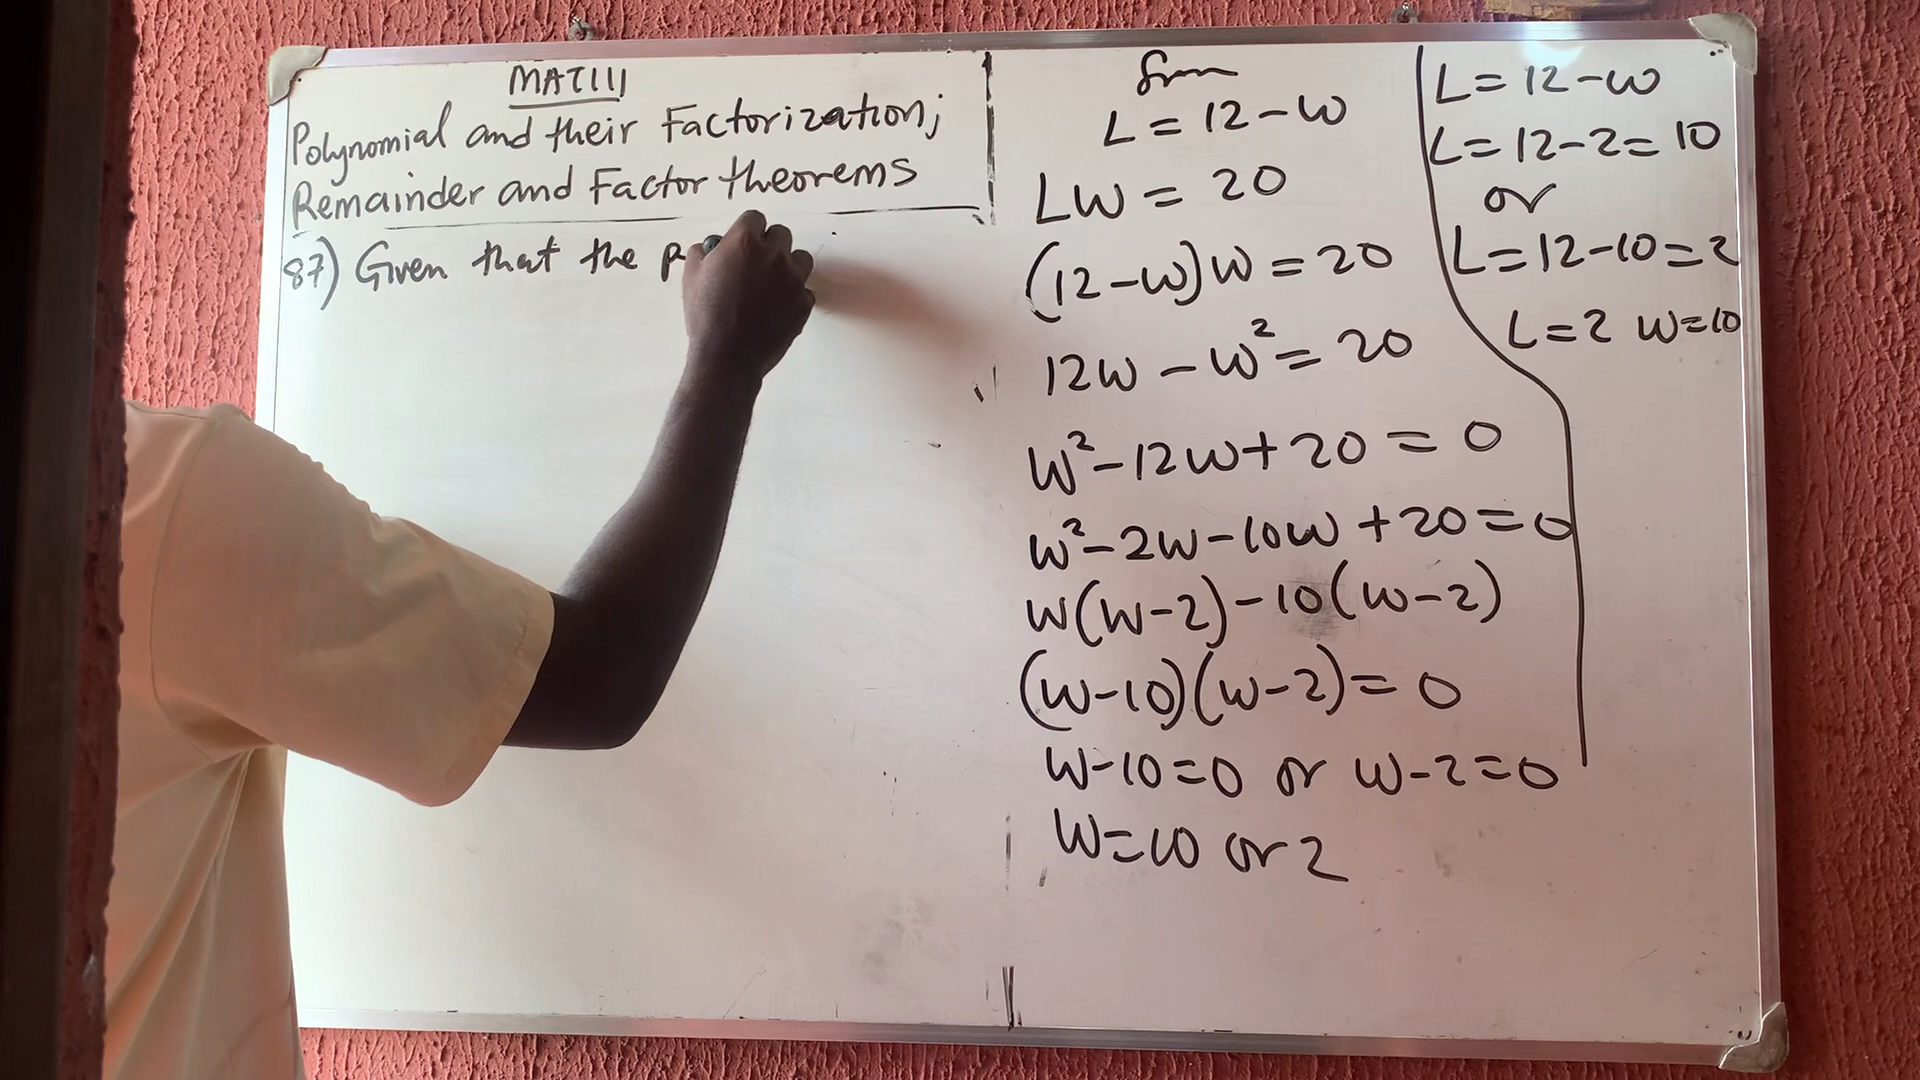 MAT111
Polynomial and their Factorization;
Remainder and Factor theorems
87) Given that the
from
L = 12 - W
LW = 20
(12-W)W = 20
12W - W² = 20
W² - 12W + 20 = 0
W² - 2W - 10W + 20 = 0
W(W-2) - 10(W-2)
(W-10)(W-2) = 0
W-10=0 or W-2=0
W=10 or 2
L = 12 - W
L = 12 - 2 = 10
or
L = 12 - 10 = 2
L = 2 W = 10